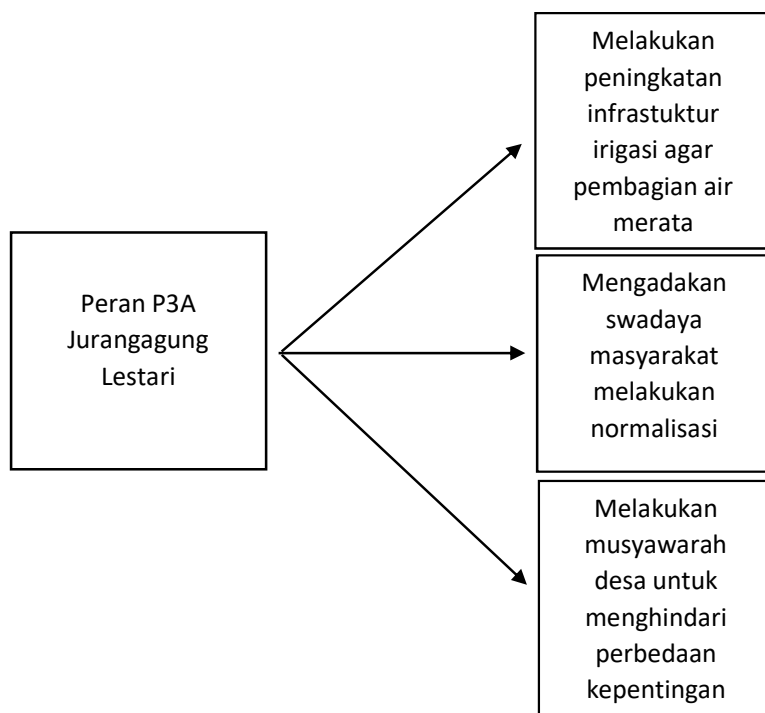 Peran P3A
Jurangagung
Lestari
Melakukan
peningkatan
infrastuktur
irigasi agar
pembagian air
merata
Mengadakan
swadaya
masyarakat
melakukan
normalisasi
Melakukan
musyawarah
desa untuk
menghindari
perbedaan
kepentingan